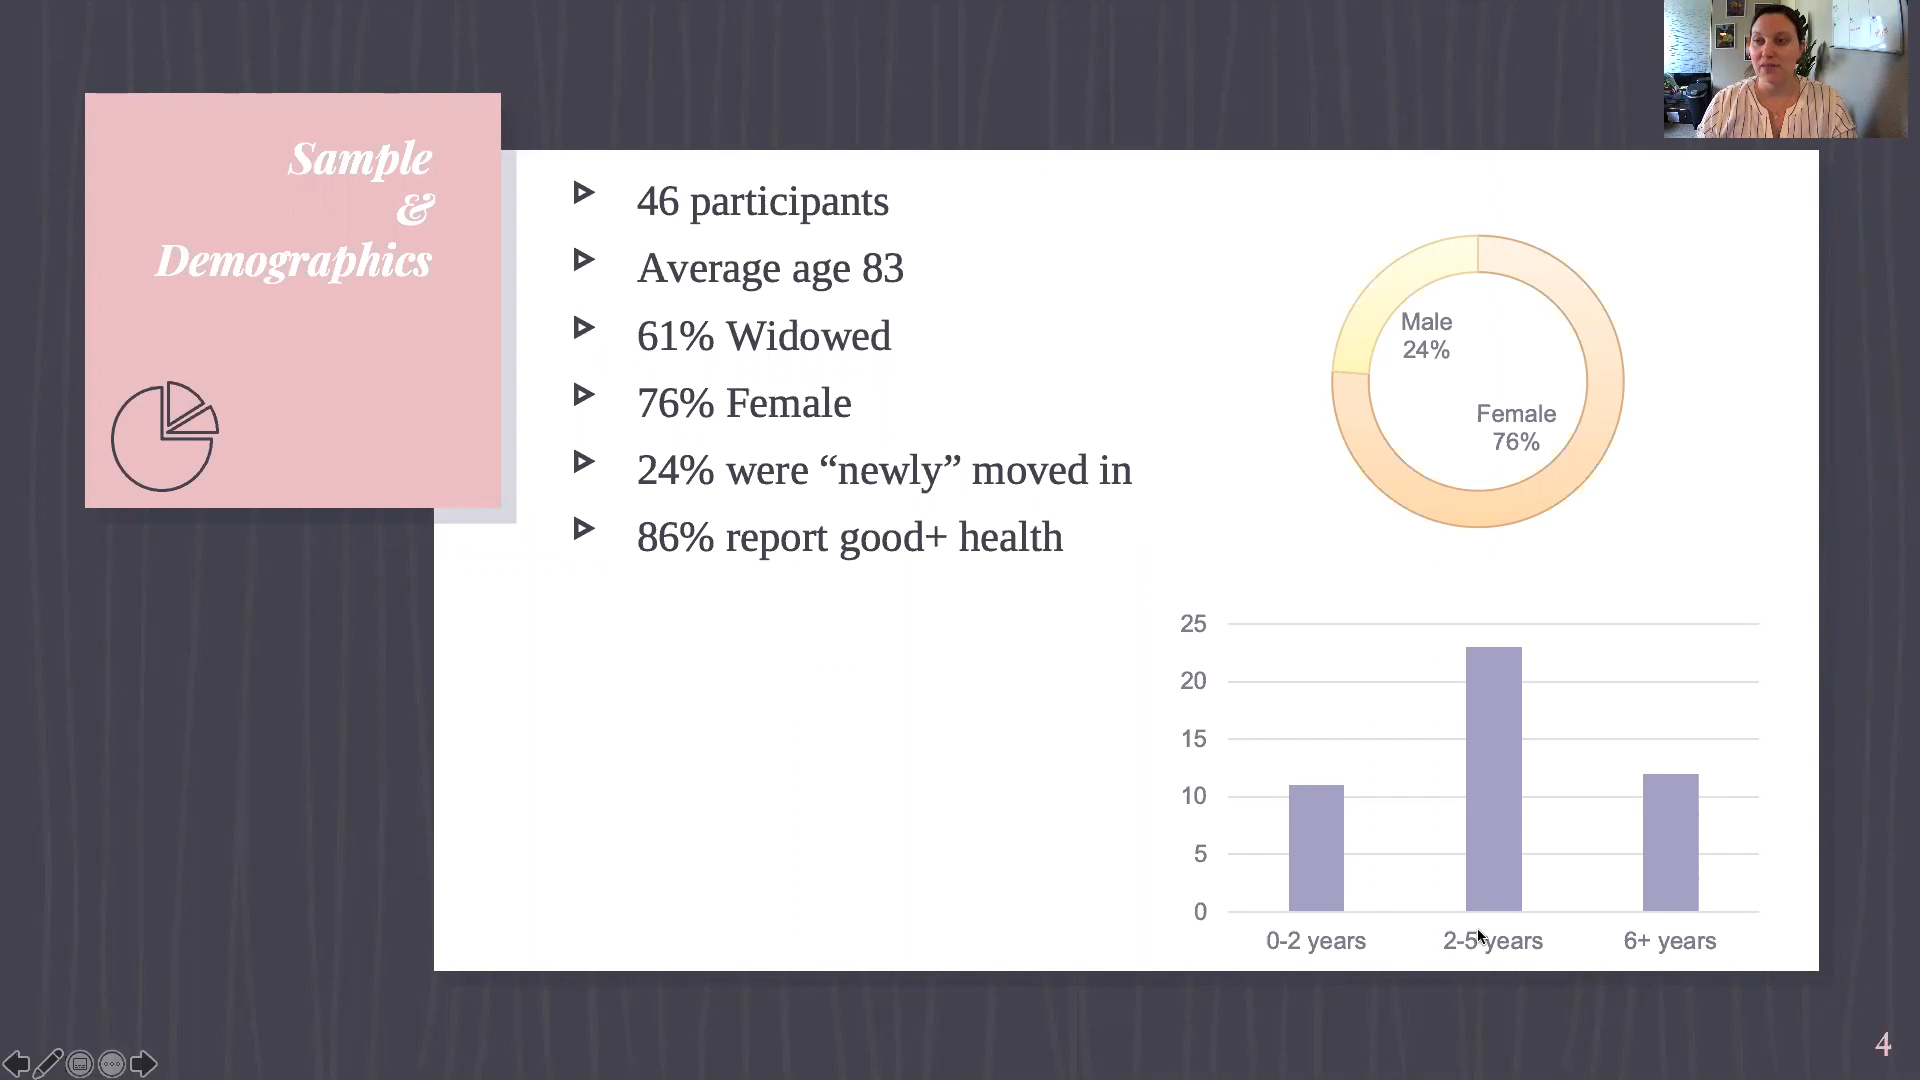 Sample
&
Demographics
46 participants
Average age 83
61% Widowed
76% Female
24% were “newly” moved in
86% report good+ health
Male
24%
Female
76%
25
20
15
10
5
0
0-2 years
2-5 years
6+ years
4